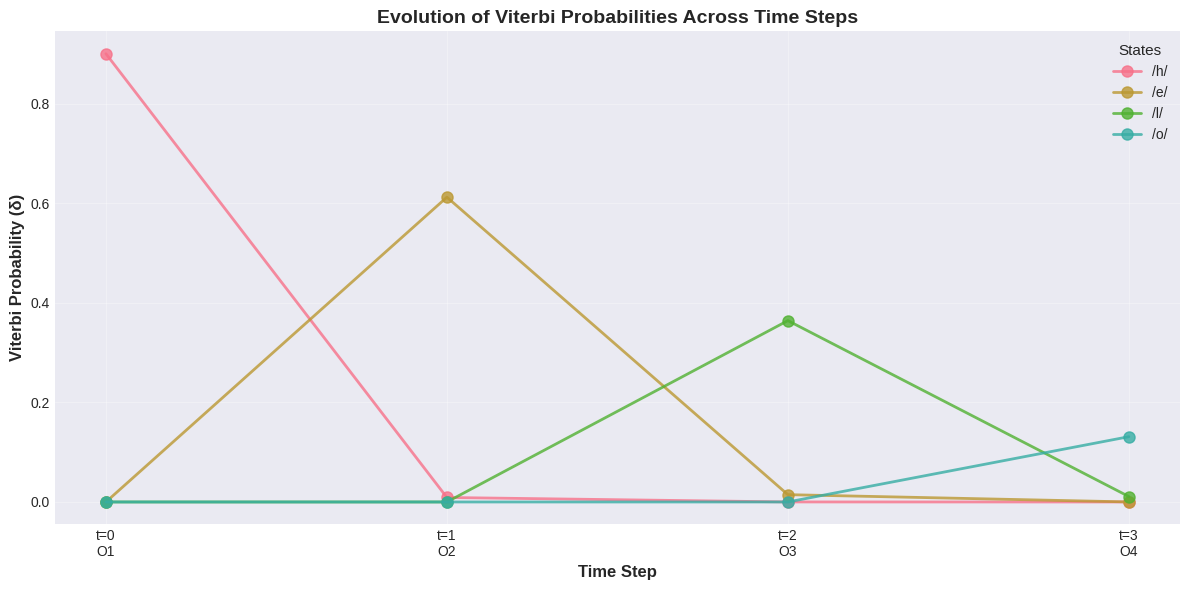 Evolution of Viterbi Probabilities Across Time Steps
States
/h/
/e/
/l/
/o/
Viterbi Probability (δ)
0.8
0.6
0.4
0.2
0.0
t=0
O1
t=1
O2
t=2
O3
t=3
O4
Time Step